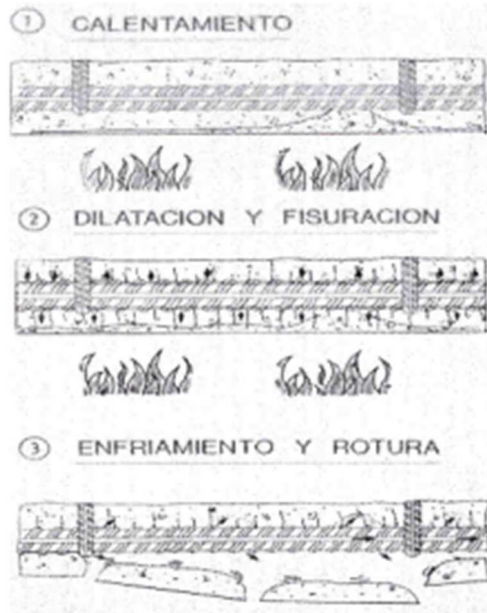 1 CALENTAMIENTO
2 DILATACION Y FISURACION
3 ENFRIAMIENTO Y ROTURA